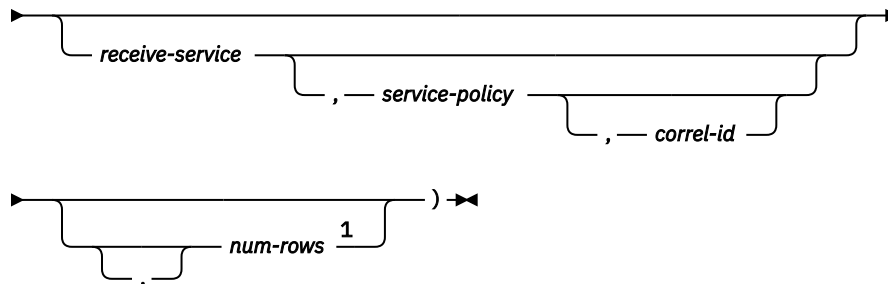 receive-service
, service-policy
, correl-id
)
num-rows 1
,